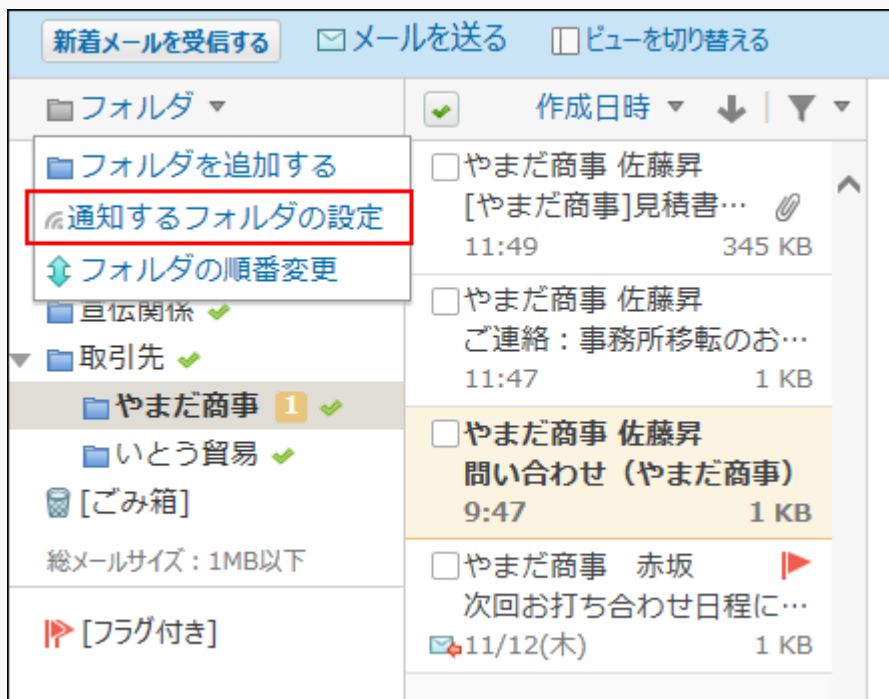 新着メールを受信する メールを送る ビューを切り替える
フォルダ
フォルダを追加する
通知するフォルダの設定
フォルダの順番変更
宣伝関係
取引先
やまだ商事 1
いとう貿易
[ごみ箱]
総メールサイズ：1MB以下
[フラグ付き]
作成日時
やまだ商事 佐藤昇
[やまだ商事]見積書…
11:49 345 KB
やまだ商事 佐藤昇
ご連絡：事務所移転のお…
11:47 1 KB
やまだ商事 佐藤昇
問い合わせ（やまだ商事）
9:47 1 KB
やまだ商事　赤坂
次回お打ち合わせ日程に…
11/12(木) 1 KB